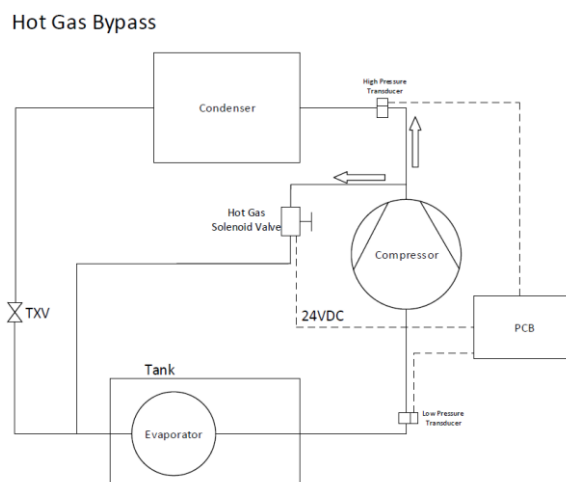 Hot Gas Bypass
High Pressure
Transducer
Condenser
Hot Gas
Solenoid Valve
Compressor
TXV
24VDC
PCB
Tank
Low Pressure
Transducer
Evaporator